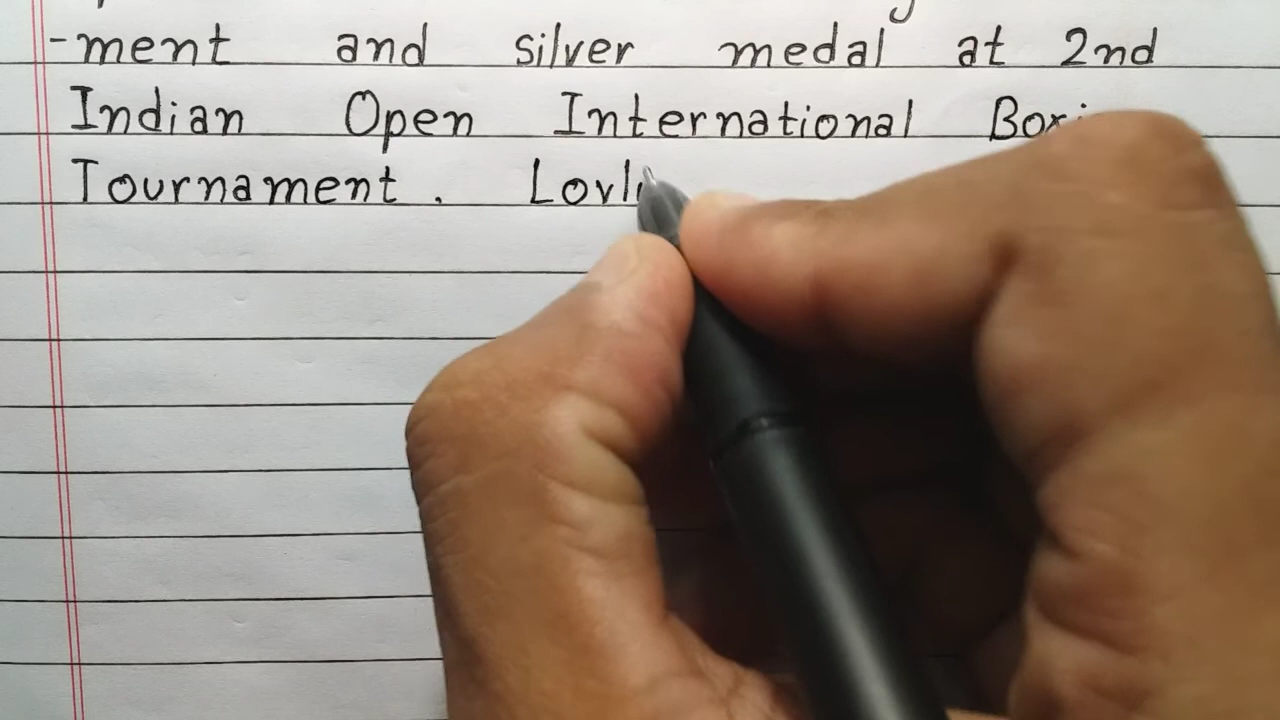 -ment and silver medal at 2nd
Indian Open International
Tournament.